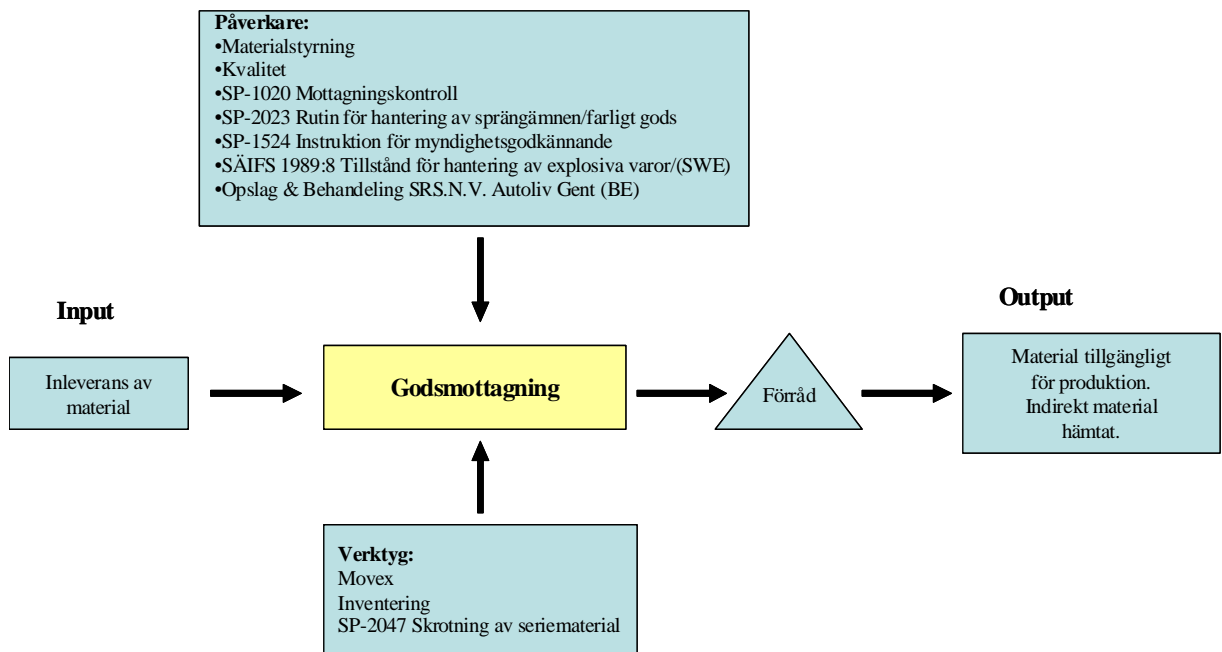 Påverkare:
•Materialstyrning
•Kvalitet
•SP-1020 Mottagningskontroll
•SP-2023 Rutin för hantering av sprängämnen/farligt gods
•SP-1524 Instruktion för myndighetsgodkännande
•SÄIFS 1989:8 Tillstånd för hantering av explosiva varor/(SWE)
•Opslag & Behandeling SRS.N.V. Autoliv Gent (BE)
Input
Output
Inleverans av
material
Godsmottagning
Förråd
Material tillgängligt
för produktion.
Indirekt material
hämtat.
Verktyg:
Movex
Inventering
SP-2047 Skrotning av seriematerial